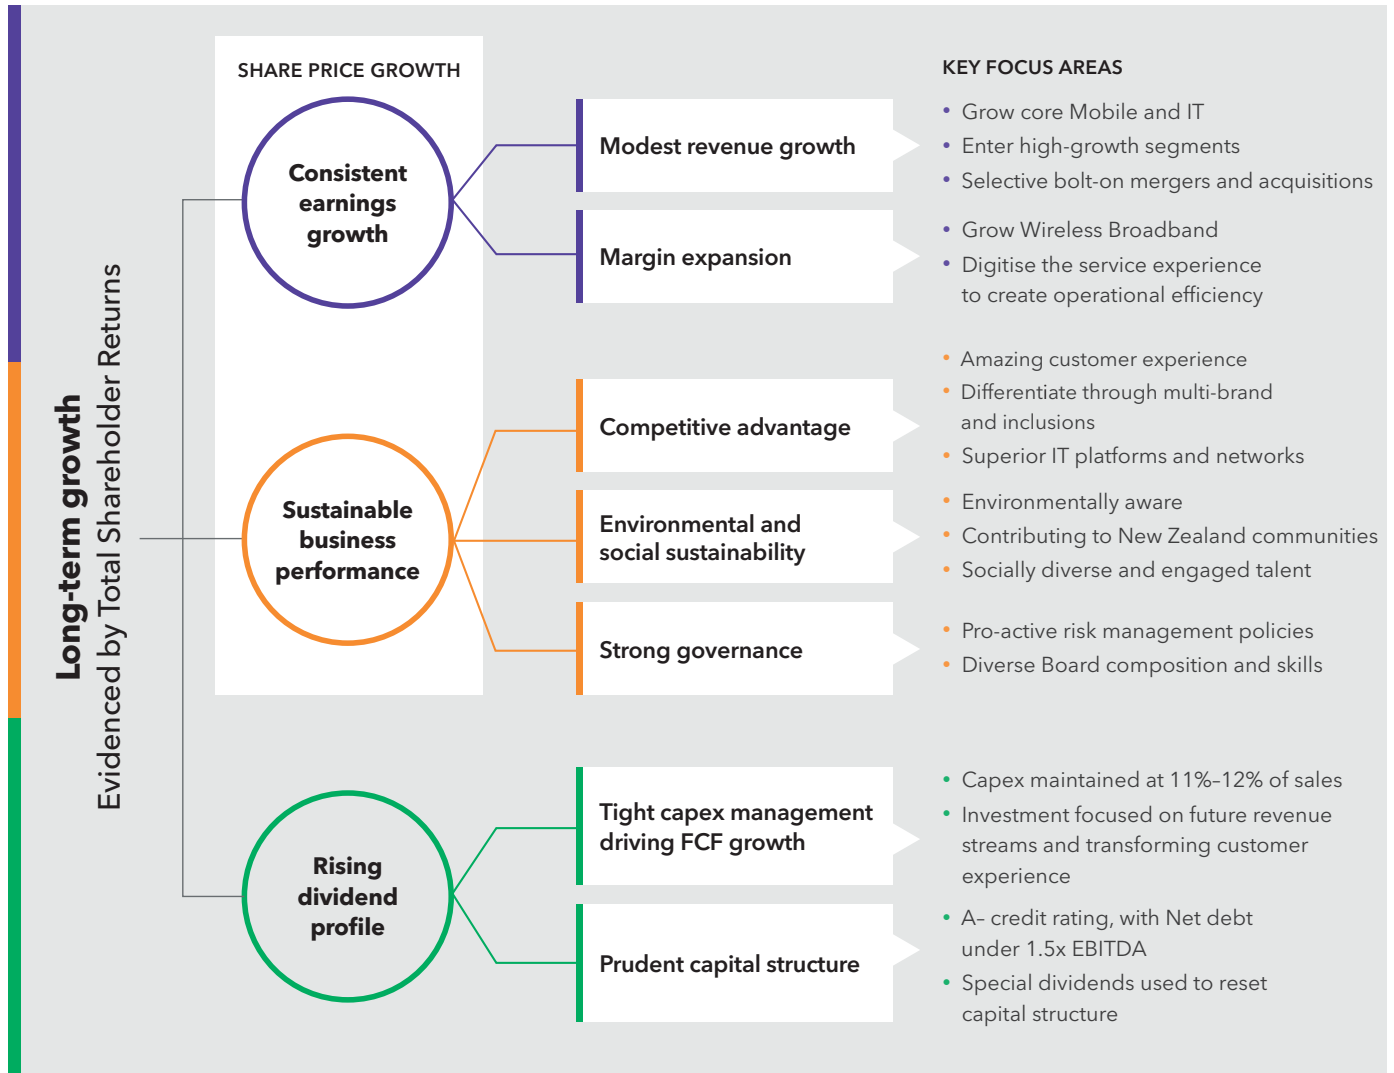 Long-term growth
Evidenced by Total Shareholder Returns
SHARE PRICE GROWTH
Consistent
earnings
growth
Modest revenue growth
Margin expansion
KEY FOCUS AREAS
• Grow core Mobile and IT
• Enter high-growth segments
• Selective bolt-on mergers and acquisitions
• Grow Wireless Broadband
• Digitise the service experience
to create operational efficiency
Sustainable
business
performance
Competitive advantage
• Amazing customer experience
• Differentiate through multi-brand
and inclusions
• Superior IT platforms and networks
Environmental and
social sustainability
• Environmentally aware
• Contributing to New Zealand communities
• Socially diverse and engaged talent
Strong governance
• Pro-active risk management policies
• Diverse Board composition and skills
Rising
dividend
profile
Tight capex management
driving FCF growth
• Capex maintained at 11%–12% of sales
• Investment focused on future revenue
streams and transforming customer
experience
Prudent capital structure
• A– credit rating, with Net debt
under 1.5x EBITDA
• Special dividends used to reset
capital structure